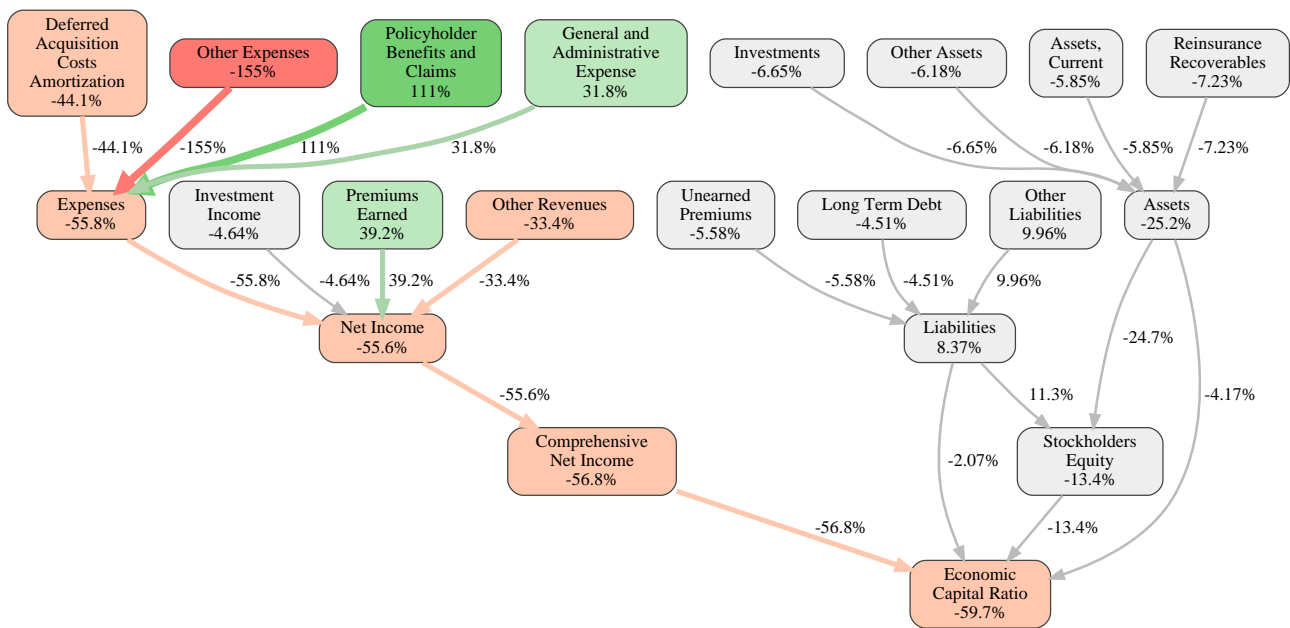 Deferred
Acquisition
Costs
Amortization
-44.1%
Other Expenses
-155%
Policyholder
Benefits and
Claims
111%
General and
Administrative
Expense
31.8%
Investments
-6.65%
Other Assets
-6.18%
Assets,
Current
-5.85%
Reinsurance
Recoverables
-7.23%
-44.1%
-155%
111%
31.8%
-6.65%
-6.18%
-5.85%
-7.23%
Expenses
-55.8%
Investment
Income
-4.64%
Premiums
Earned
39.2%
Other Revenues
-33.4%
Unearned
Premiums
-5.58%
Long Term Debt
-4.51%
Other
Liabilities
9.96%
Assets
-25.2%
-55.8%
-4.64%
39.2%
-33.4%
-5.58%
-4.51%
9.96%
Net Income
-55.6%
Liabilities
8.37%
-24.7%
-55.6%
11.3%
-4.17%
Comprehensive
Net Income
-56.8%
-2.07%
Stockholders
Equity
-13.4%
-56.8%
-13.4%
Economic
Capital Ratio
-59.7%